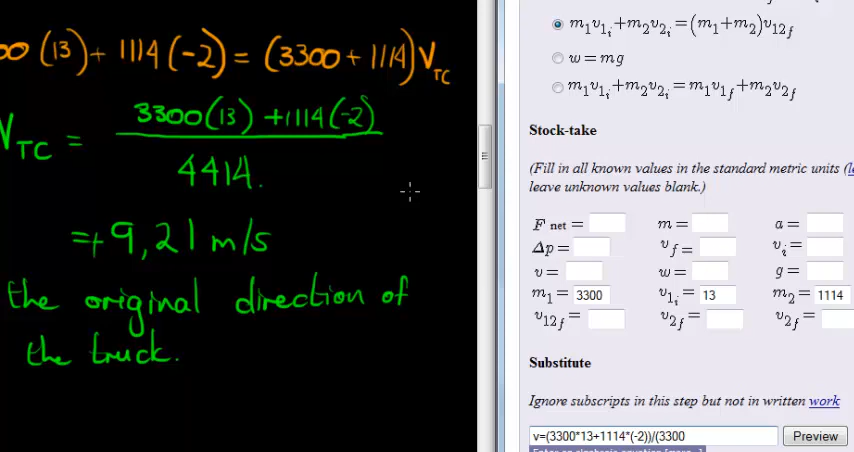 00 (13) + 1114 (-2) = (3300 + 1114) V_TC
V_TC = 3300(13) + 1114(-2)
4414.
= + 9,21 m/s
the original direction of
the truck.
m₁v₁ᵢ+m₂v₂ᵢ=(m₁+m₂)v₁₂f
w=mg
m₁v₁ᵢ+m₂v₂ᵢ=m₁v₁f+m₂v₂f
Stock-take
(Fill in all known values in the standard metric units (
leave unknown values blank.)
F net = m = a =
Δp = v f = v i =
v = w = g =
m₁ = 3300 v₁ᵢ = 13 m₂ = 1114
v₁₂f = v₂f = v₂f =
Substitute
Ignore subscripts in this step but not in written work
v=(3300*13+1114*(-2))/(3300 Preview